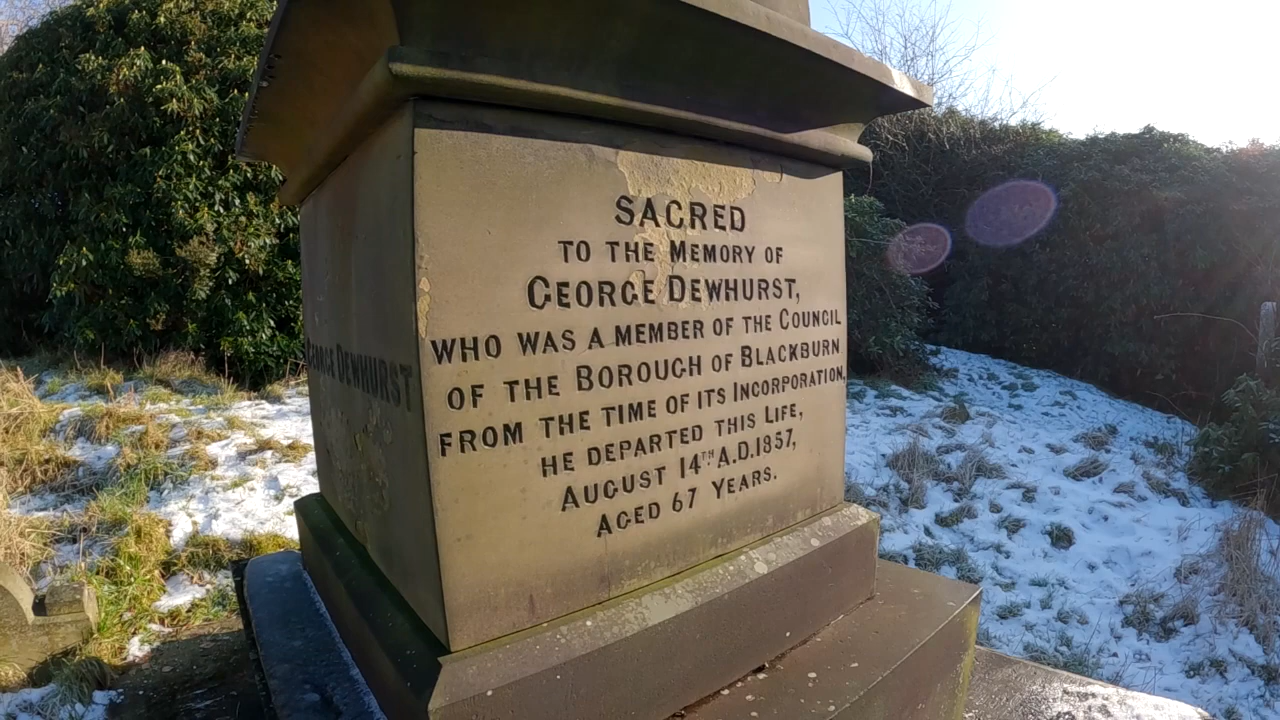 SACRED
TO THE MEMORY OF
GEORGE DEWHURST,
WHO WAS A MEMBER OF THE COUNCIL
OF THE BOROUGH OF BLACKBURN
FROM THE TIME OF ITS INCORPORATION,
HE DEPARTED THIS LIFE,
AUGUST 14TH A.D.1857,
AGED 67 YEARS.
GEORGE DEWHURST